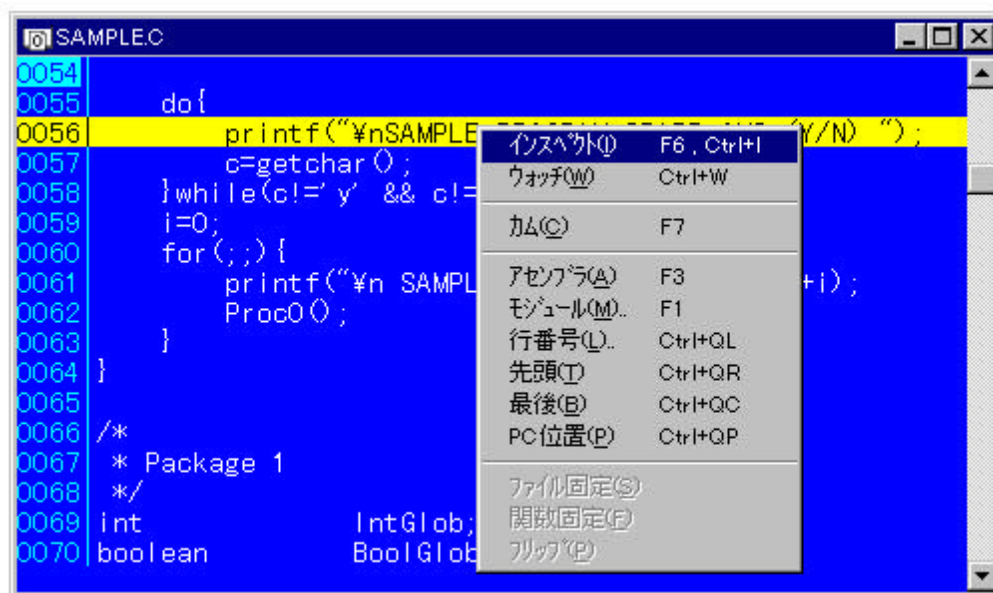 SAMPLE.C
0054
0055 do{
0056 printf("¥nSAMPLE Y/N) ");
0057 c=getchar();
0058 }while(c!='y' && c!=
0059 i=0;
0060 for(;;){
0061 printf("¥n SAMPL +i);
0062 Proc0();
0063 }
0064 }
0065
0066 /*
0067 * Package 1
0068 */
0069 int IntGlob;
0070 boolean BoolGlob
インスペクト(I) F6 , Ctrl+I
ウォッチ(W) Ctrl+W
カム(C) F7
アセンブラ(A) F3
モジュール(M).. F1
行番号(L).. Ctrl+QL
先頭(T) Ctrl+QR
最後(B) Ctrl+QC
PC位置(P) Ctrl+QP
ファイル固定(S)
関数固定(F)
フリップ(P)